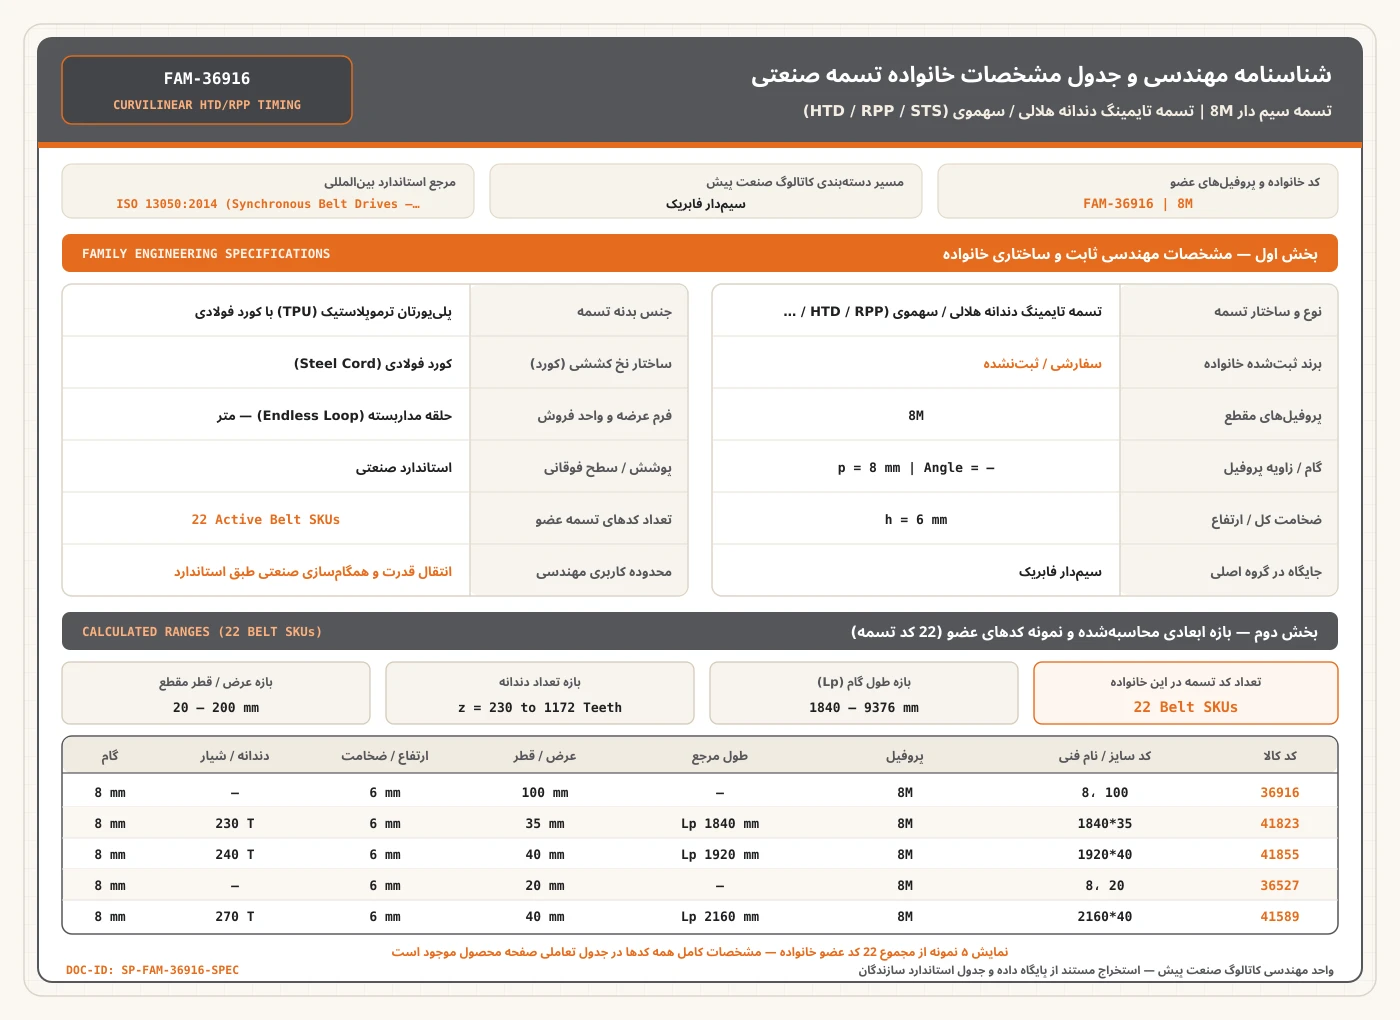 شناسنامه مهندسی و جدول مشخصات خانواده تسمه صنعتی
تسمه سیم دار 8M | تسمه تایمینگ دندانه هلالی / سهموی (HTD / RPP / STS)
FAM-36916
CURVILINEAR HTD/RPP TIMING
کد خانواده و پروفیل‌های عضو
FAM-36916 | 8M
مسیر دسته‌بندی کاتالوگ صنعت پیش
سیم‌دار فابریک
مرجع استاندارد بین‌المللی
ISO 13050:2014 (Synchronous Belt Drives —…
بخش اول — مشخصات مهندسی ثابت و ساختاری خانواده
FAMILY ENGINEERING SPECIFICATIONS
نوع و ساختار تسمه
تسمه تایمینگ دندانه هلالی / سهموی (HTD / RPP / ...
برند ثبت‌شده خانواده
سفارشی / ثبت‌نشده
پروفیل‌های مقطع
8M
گام / زاویه پروفیل
p = 8 mm | Angle = —
ضخامت کل / ارتفاع
h = 6 mm
جایگاه در گروه اصلی
سیم‌دار فابریک
جنس بدنه تسمه
پلی‌یورتان ترموپلاستیک (TPU) با کورد فولادی
ساختار نخ کششی (کورد)
کورد فولادی (Steel Cord)
فرم عرضه و واحد فروش
حلقه مداربسته (Endless Loop) — متر
پوشش / سطح فوقانی
استاندارد صنعتی
تعداد کدهای تسمه عضو
22 Active Belt SKUs
محدوده کاربری مهندسی
انتقال قدرت و همگام‌سازی صنعتی طبق استاندارد
بخش دوم — بازه ابعادی محاسبه‌شده و نمونه کدهای عضو (22 کد تسمه)
CALCULATED RANGES (22 BELT SKUs)
تعداد کد تسمه در این خانواده
22 Belt SKUs
بازه طول گام (Lp)
1840 — 9376 mm
بازه تعداد دندانه
z = 230 to 1172 Teeth
بازه عرض / قطر مقطع
20 — 200 mm
کد کالا کد سایز / نام فنی پروفیل طول مرجع عرض / قطر ارتفاع / ضخامت دندانه / شیار گام
36916 8، 100 8M — 100 mm 6 mm — 8 mm
41823 1840*35 8M Lp 1840 mm 35 mm 6 mm 230 T 8 mm
41855 1920*40 8M Lp 1920 mm 40 mm 6 mm 240 T 8 mm
36527 8، 20 8M — 20 mm 6 mm — 8 mm
41589 2160*40 8M Lp 2160 mm 40 mm 6 mm 270 T 8 mm
نمایش ۵ نمونه از مجموع 22 کد عضو خانواده — مشخصات کامل همه کدها در جدول تعاملی صفحه محصول موجود است
واحد مهندسی کاتالوگ صنعت پیش — استخراج مستند از پایگاه داده و جدول استاندارد سازندگان
DOC-ID: SP-FAM-36916-SPEC